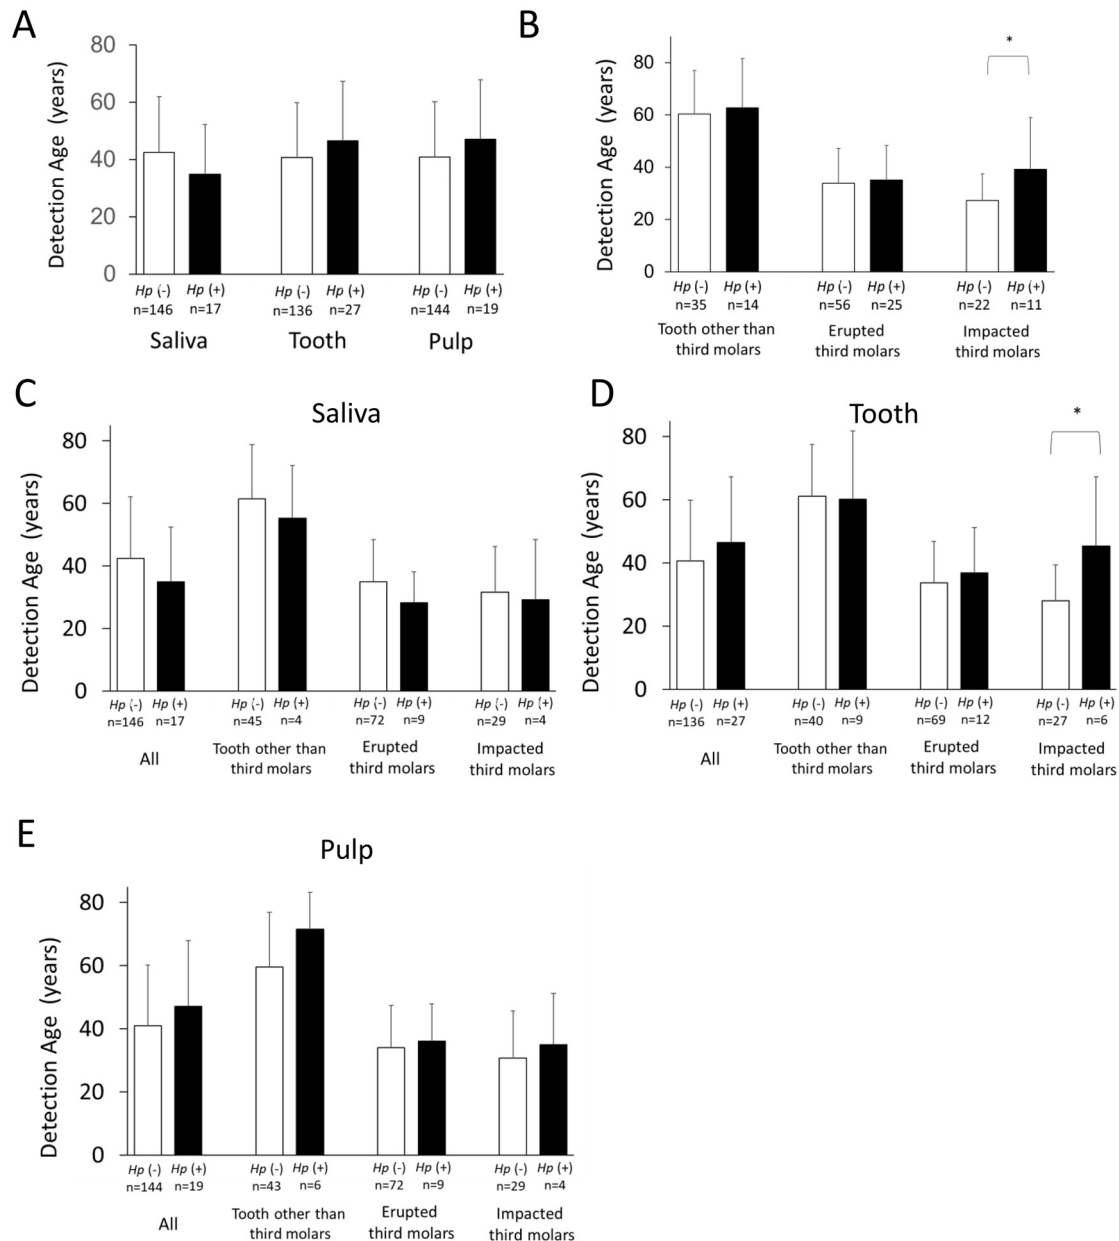 A
Detection Age (years)
80
60
40
20
0
Hp (-) Hp (+) Hp (-) Hp (+) Hp (-) Hp (+)
n=146 n=17 n=136 n=27 n=144 n=19
Saliva Tooth Pulp
B
Detection Age (years)
80
60
40
20
0
*
Hp (-) Hp (+) Hp (-) Hp (+) Hp (-) Hp (+)
n=35 n=14 n=56 n=25 n=22 n=11
Tooth other than Erupted Impacted
third molars third molars third molars
C
Saliva
Detection Age (years)
80
60
40
20
0
Hp (-) Hp (+) Hp (-) Hp (+) Hp (-) Hp (+) Hp (-) Hp (+)
n=146 n=17 n=45 n=4 n=72 n=9 n=29 n=4
All Tooth other than Erupted Impacted
third molars third molars third molars
D
Tooth
Detection Age (years)
80
60
40
20
0
*
Hp (-) Hp (+) Hp (-) Hp (+) Hp (-) Hp (+) Hp (-) Hp (+)
n=136 n=27 n=40 n=9 n=69 n=12 n=27 n=6
All Tooth other than Erupted Impacted
third molars third molars third molars
E
Pulp
Detection Age (years)
80
60
40
20
0
Hp (-) Hp (+) Hp (-) Hp (+) Hp (-) Hp (+) Hp (-) Hp (+)
n=144 n=19 n=43 n=6 n=72 n=9 n=29 n=4
All Tooth other than Erupted Impacted
third molars third molars third molars